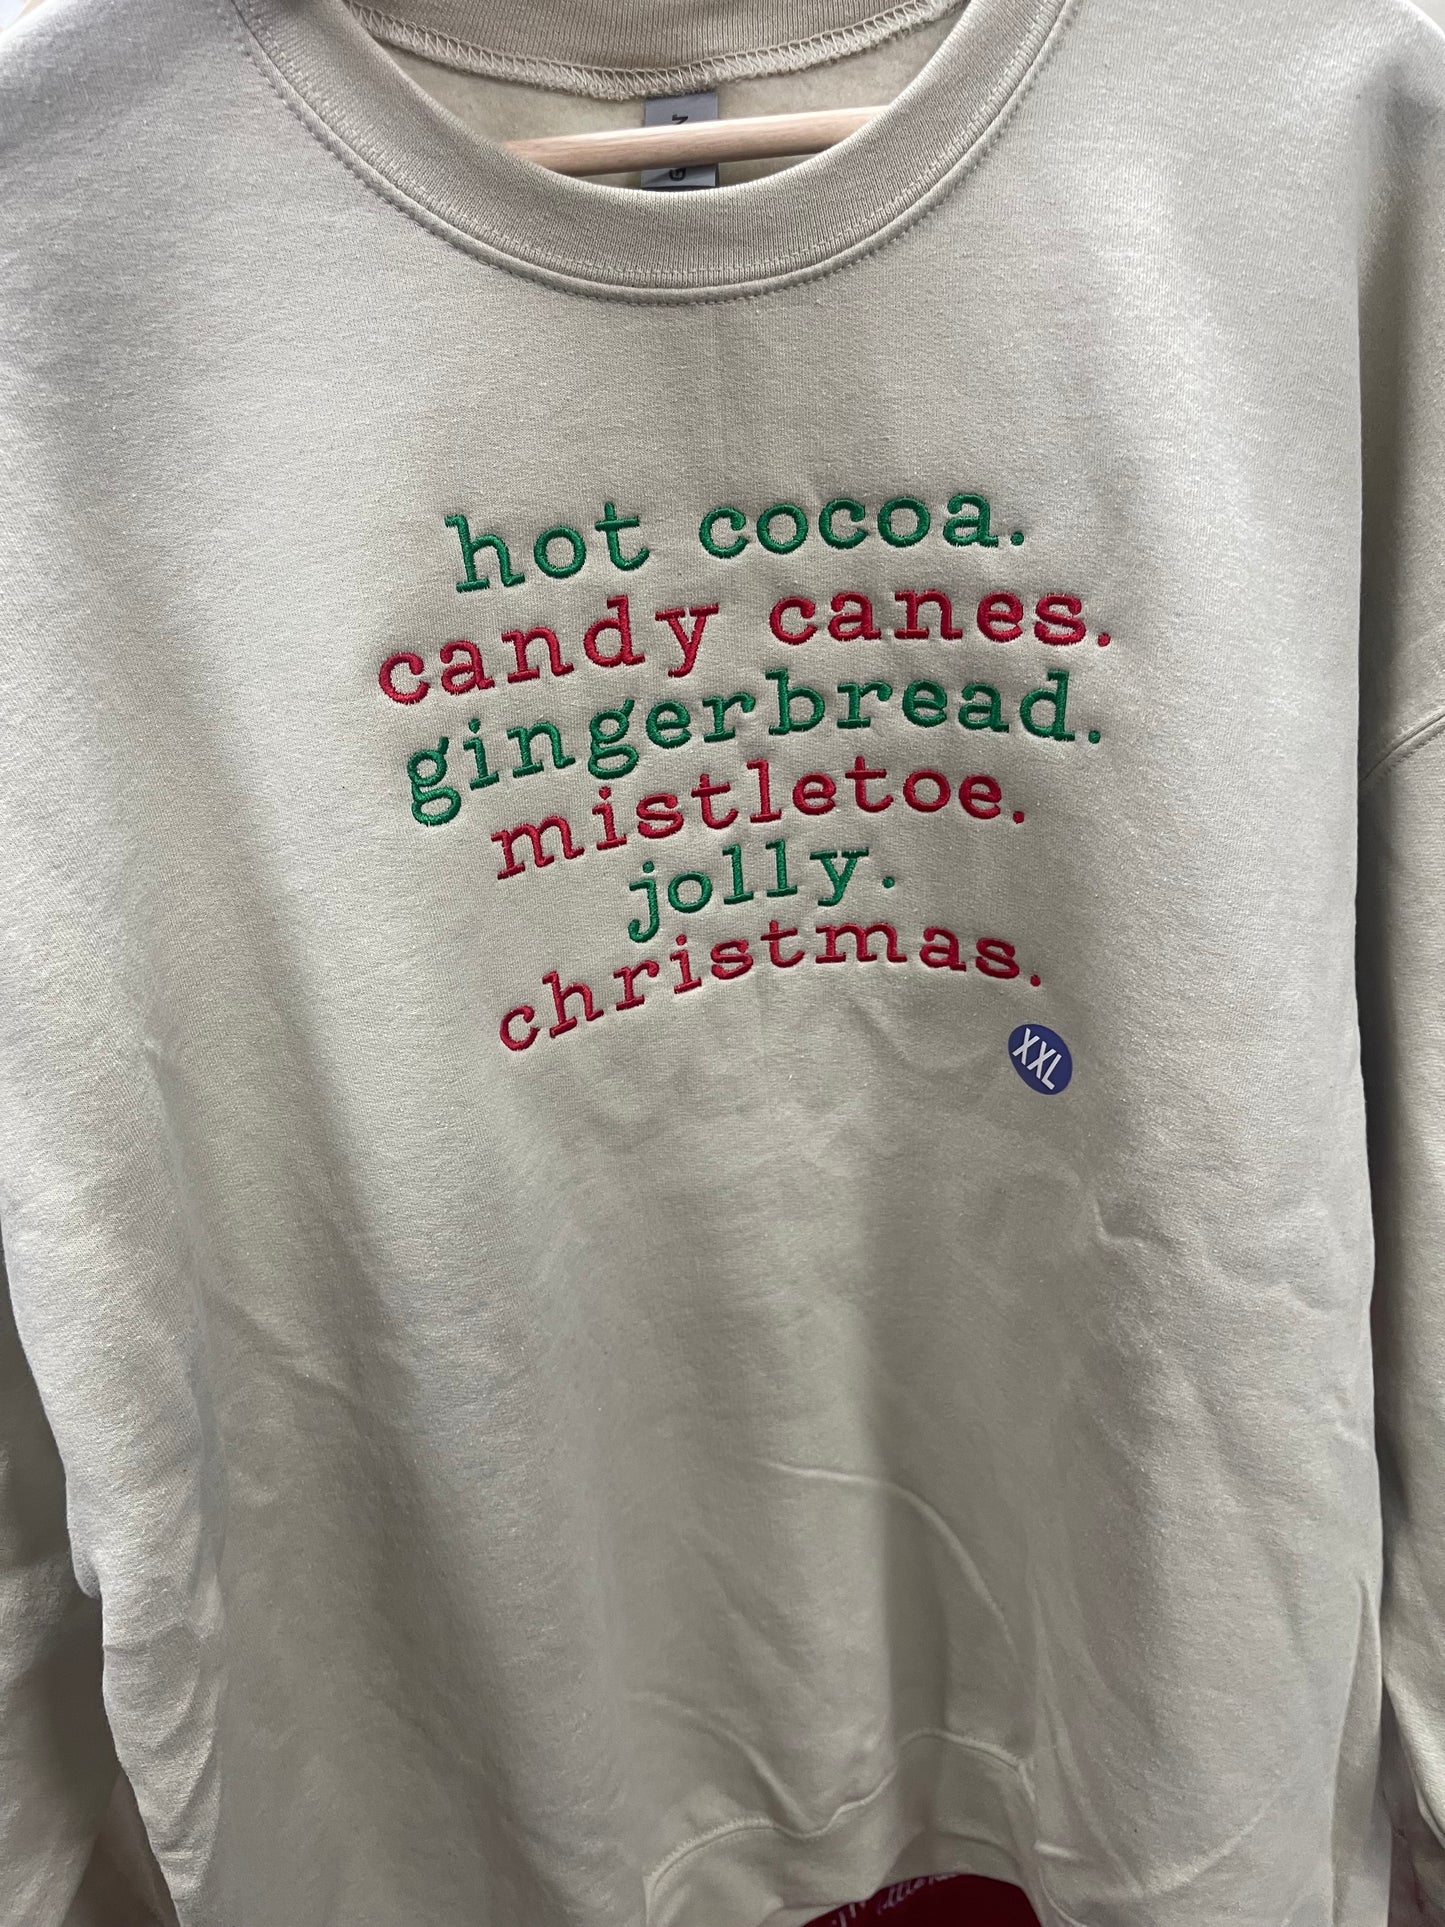 hot cocoa.
candy canes.
gingerbread.
mistletoe.
jolly.
christmas.
XXL